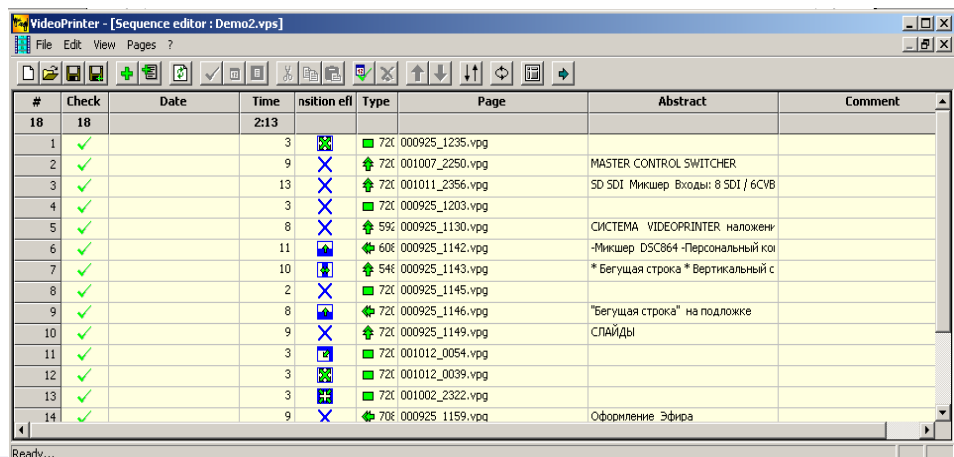 VideoPrinter - [Sequence editor : Demo2.vps]
File Edit View Pages ?
# Check Date Time nsition efl Type Page Abstract Comment
18 18 2:13
1 3 720 000925_1235.vpg
2 9 720 001007_2250.vpg MASTER CONTROL SWITCHER
3 13 720 001011_2356.vpg SD SDI Микшер Входы: 8 SDI / 6CVB
4 3 720 000925_1203.vpg
5 8 592 000925_1130.vpg СИСТЕМА VIDEOPRINTER наложени
6 11 608 000925_1142.vpg -Микшер DSC864 -Персональный ко
7 10 548 000925_1143.vpg * Бегущая строка * Вертикальный с
8 2 720 000925_1145.vpg
9 8 720 000925_1146.vpg "Бегущая строка" на подложке
10 9 720 000925_1149.vpg СЛАЙДЫ
11 3 720 001012_0054.vpg
12 3 720 001012_0039.vpg
13 3 720 001002_2322.vpg
14 9 708 000925_1159.vpg Оформление Эфира
Ready...